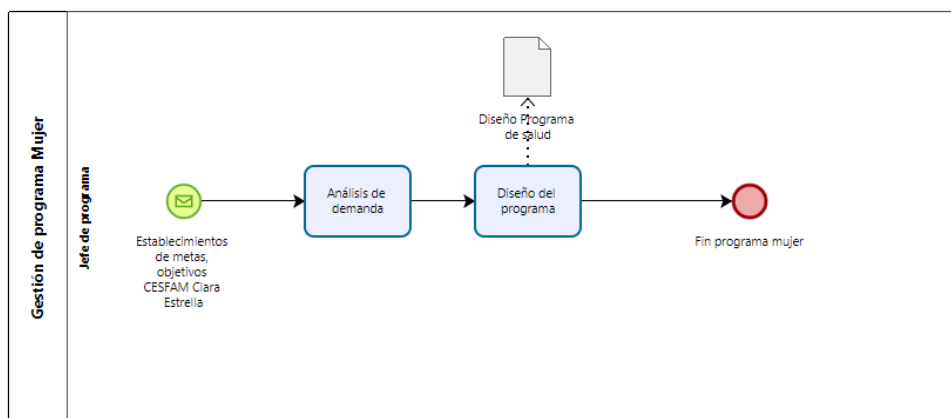 Gestión de programa Mujer
Jefe de programa
Establecimientos
de metas,
objetivos
CESFAM Clara
Estrella
Análisis de
demanda
Diseño Programa
de salud
Diseño del
programa
Fin programa mujer